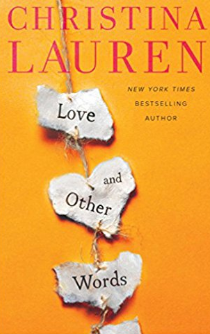 CHRISTINA
LAUREN
NEW YORK TIMES
BESTSELLING
AUTHOR
Love
and
Other
Words